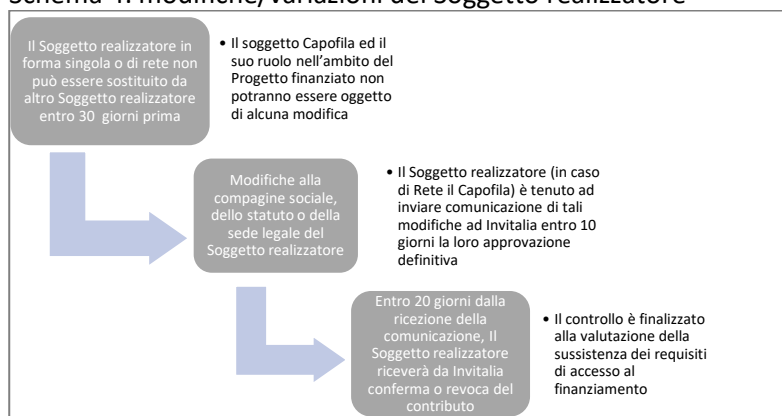 Schema 4: modifiche/variazioni del Soggetto realizzatore
Il Soggetto realizzatore in
forma singola o di rete non
può essere sostituito da
altro Soggetto realizzatore
entro 30 giorni prima
• Il soggetto Capofila ed il
suo ruolo nell'ambito del
Progetto finanziato non
potranno essere oggetto
di alcuna modifica
Modifiche alla
compagine sociale,
dello statuto o della
sede legale del
Soggetto realizzatore
• Il Soggetto realizzatore (in caso
di Rete il Capofila) è tenuto ad
inviare comunicazione di tali
modifiche ad Invitalia entro 10
giorni la loro approvazione
definitiva
Entro 20 giorni dalla
ricezione della
comunicazione, Il
Soggetto realizzatore
riceverà da Invitalia
conferma o revoca del
contributo
• Il controllo è finalizzato
alla valutazione della
sussistenza dei requisiti
di accesso al
finanziamento